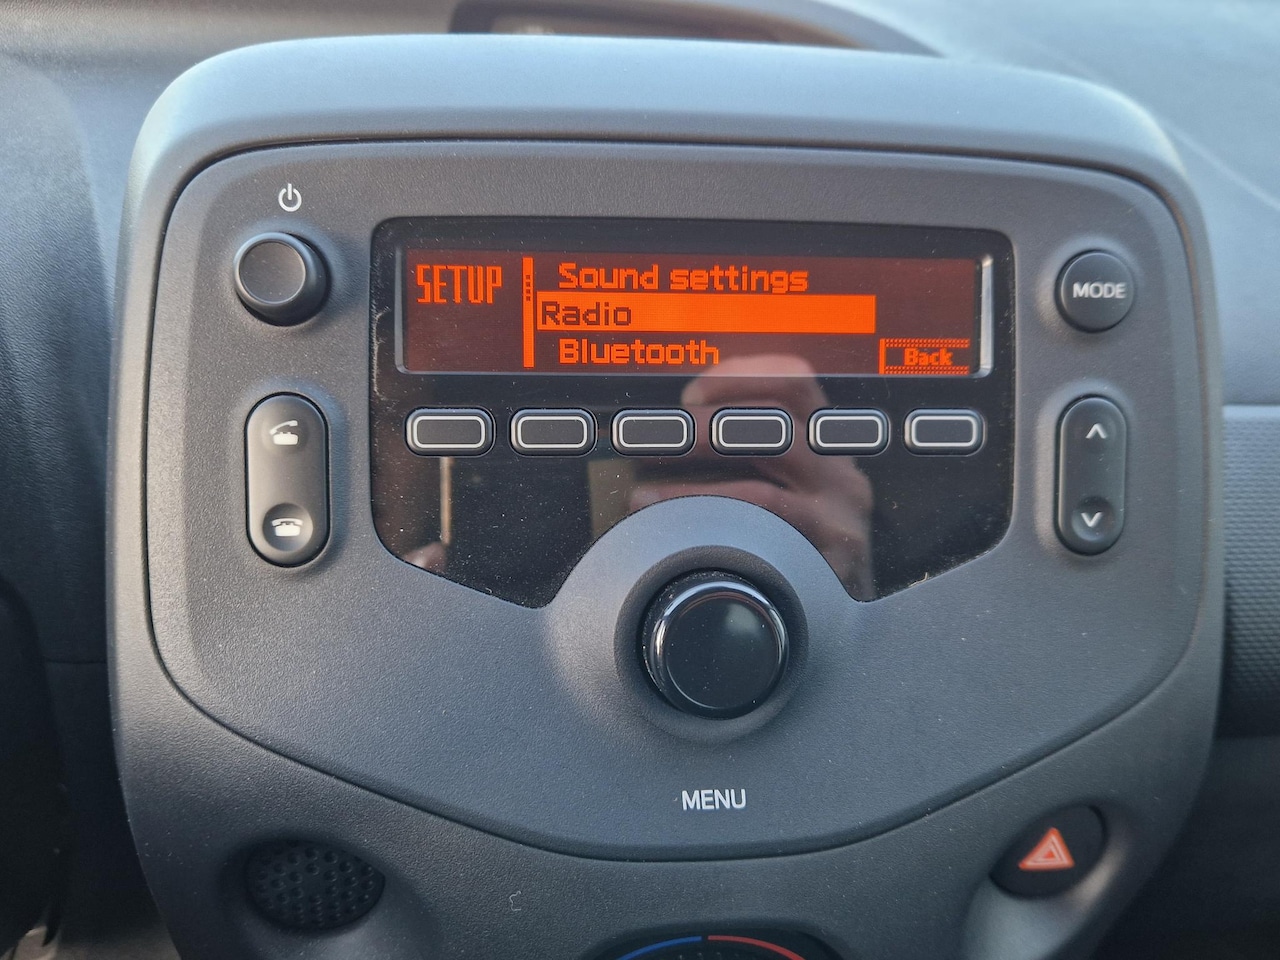 SETUP
Sound settings
Radio
Bluetooth
Back
MODE
MENU